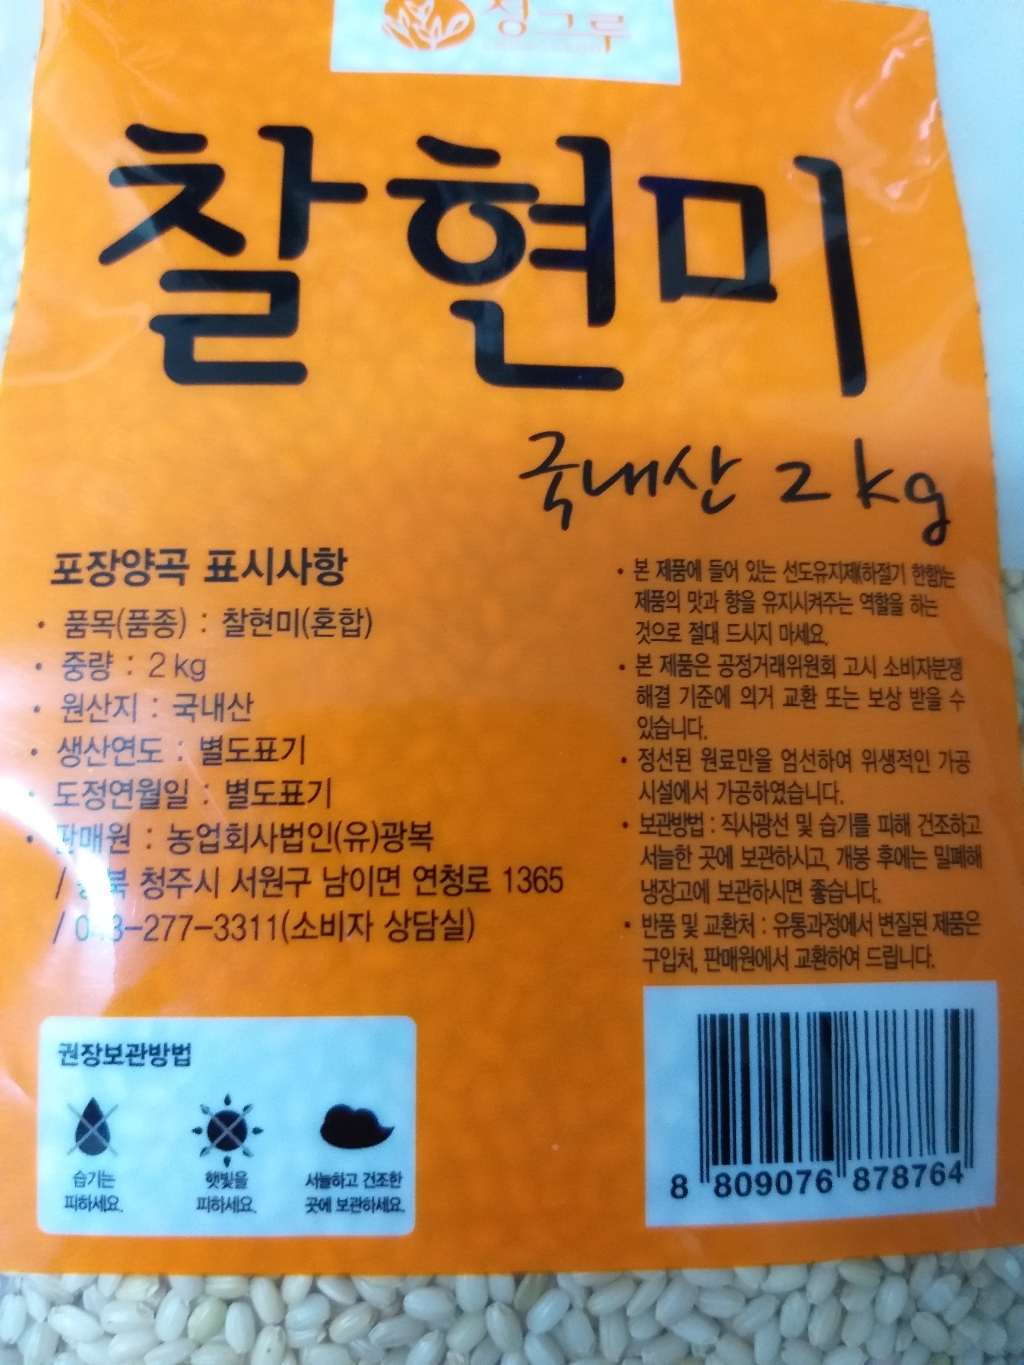 찰현미
국내산 2kg
포장양곡 표시사항
· 품목(품종) : 찰현미(혼합)
· 중량 : 2kg
· 원산지 : 국내산
· 생산연도 : 별도표기
· 도정연월일 : 별도표기
· 판매원 : 농업회사법인(유)광복
/ 북 청주시 서원구 남이면 연청로 1365
/ 043-277-3311(소비자 상담실)
· 본 제품에 들어 있는 선도유지제(하절기 한함)는
제품의 맛과 향을 유지시켜주는 역할을 하는
것으로 절대 드시지 마세요.
· 본 제품은 공정거래위원회 고시 소비자분쟁
해결 기준에 의거 교환 또는 보상 받을 수
있습니다.
· 정선된 원료만을 엄선하여 위생적인 가공
시설에서 가공하였습니다.
· 보관방법 : 직사광선 및 습기를 피해 건조하고
서늘한 곳에 보관하시고, 개봉 후에는 밀폐해
냉장고에 보관하시면 좋습니다.
· 반품 및 교환처 : 유통과정에서 변질된 제품은
구입처, 판매원에서 교환하여 드립니다.
권장보관방법
습기는
피하세요.
햇빛을
피하세요.
서늘하고 건조한
곳에 보관하세요.
8 809076 878764